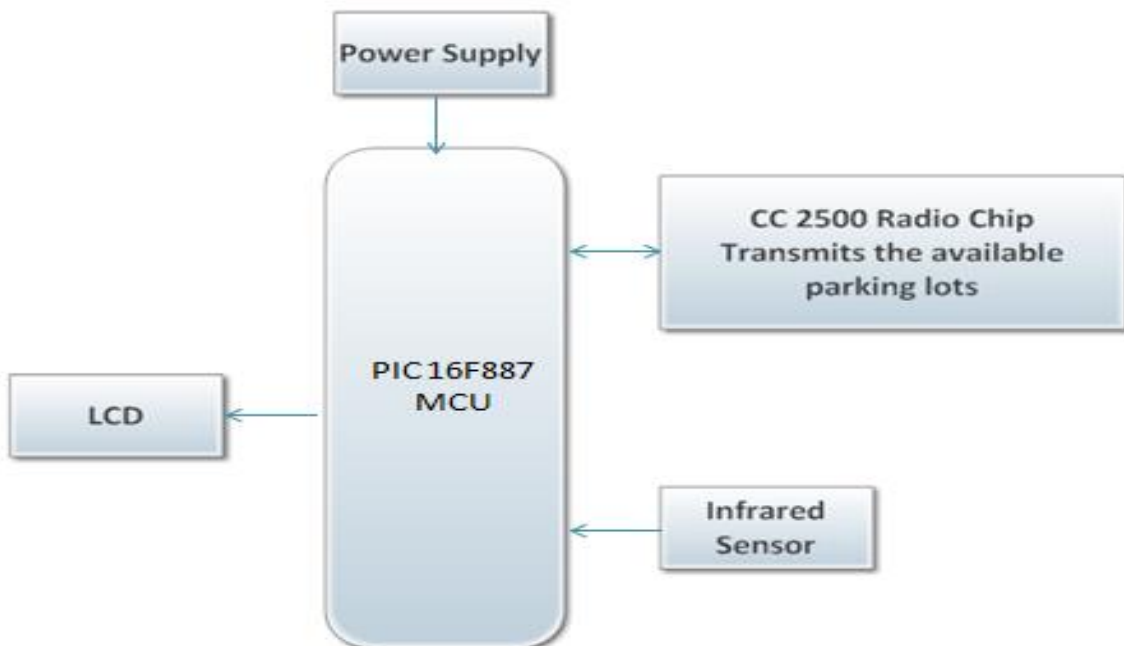 Power Supply
CC 2500 Radio Chip
Transmits the available
parking lots
PIC16F887
MCU
LCD
Infrared
Sensor